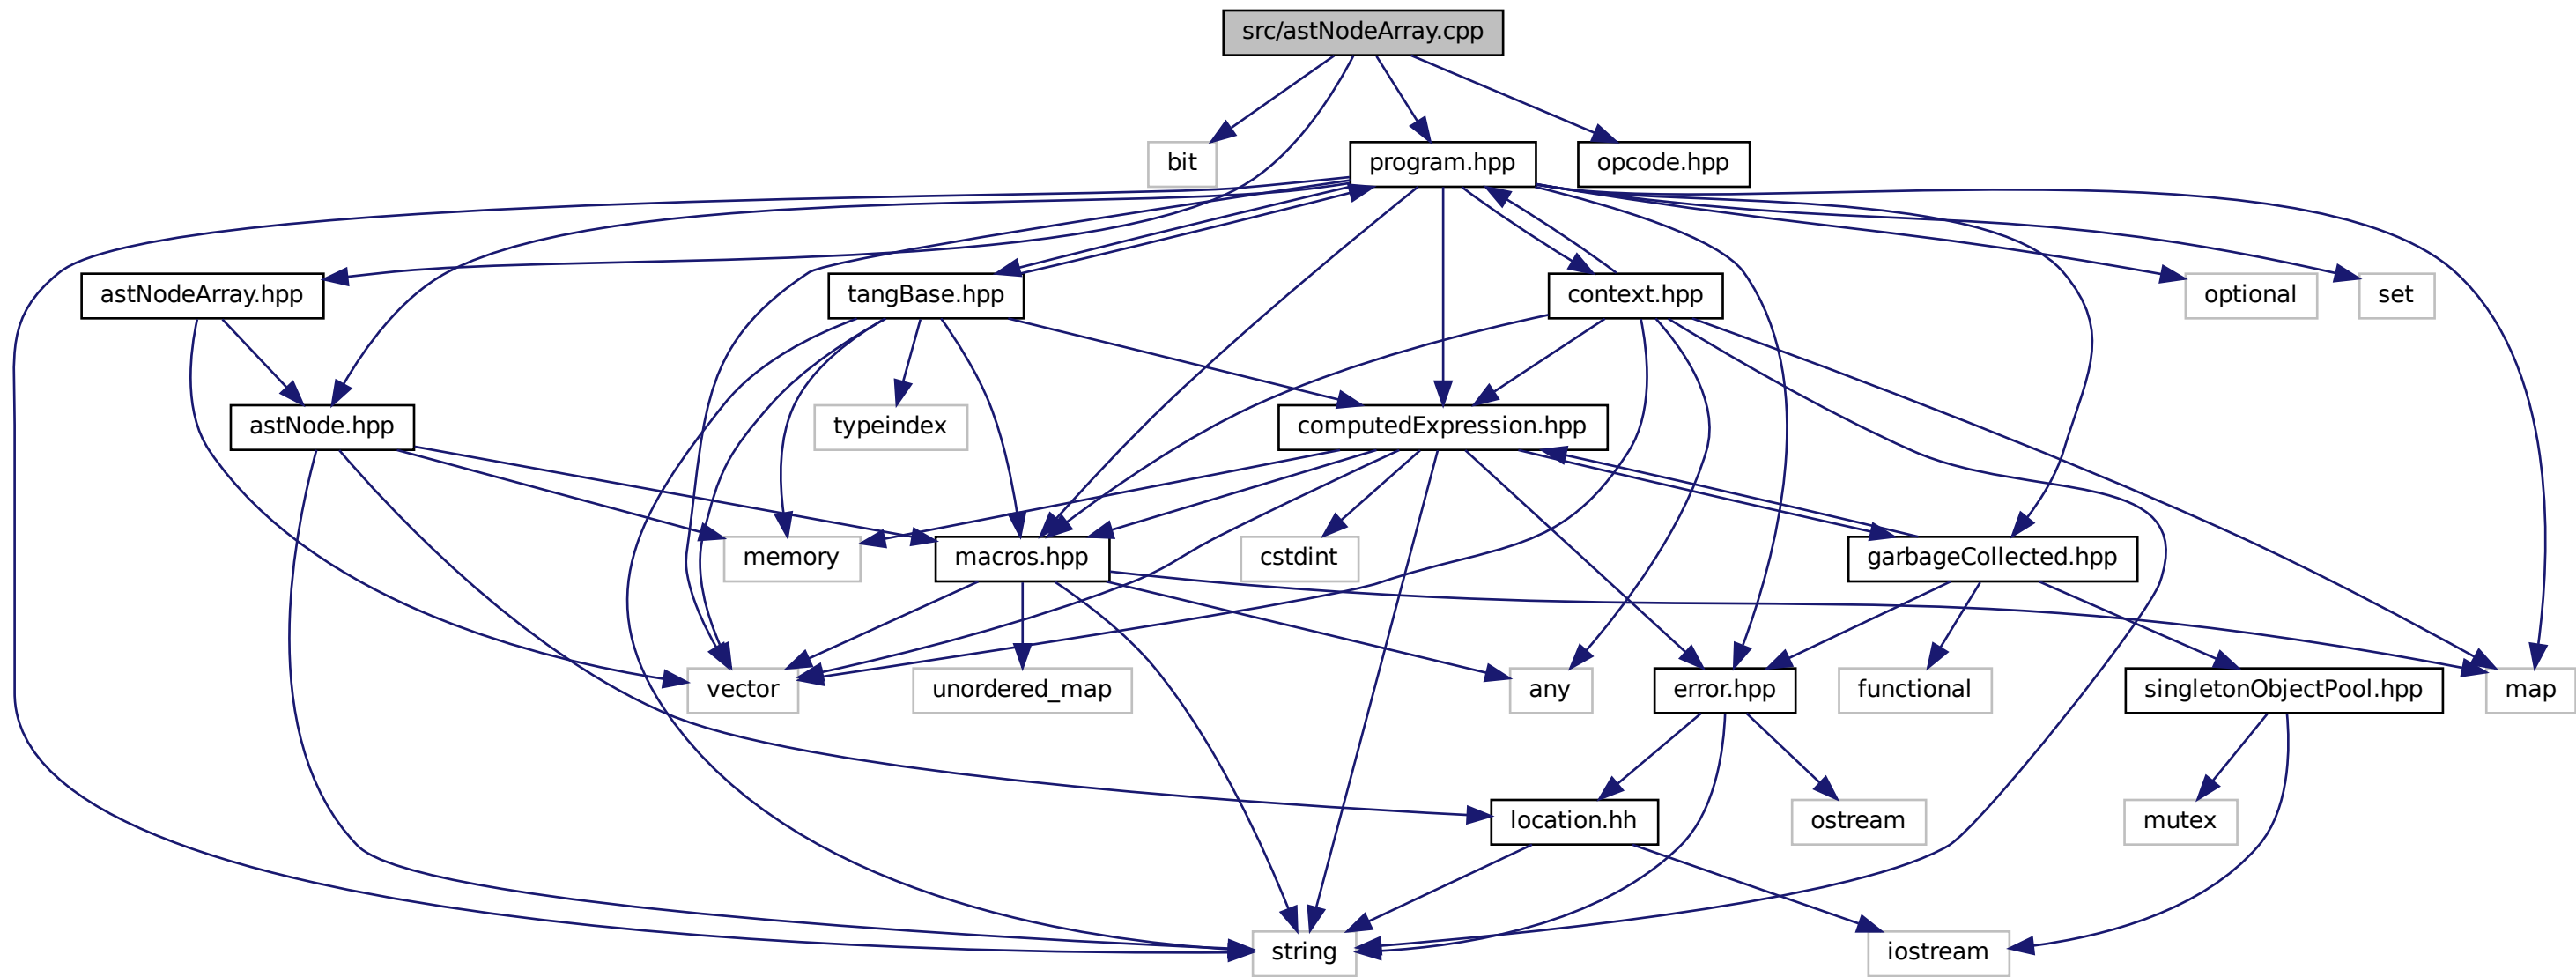 src/astNodeArray.cpp
bit
program.hpp
opcode.hpp
astNodeArray.hpp
tangBase.hpp
context.hpp
optional
set
astNode.hpp
typeindex
computedExpression.hpp
memory
macros.hpp
cstdint
garbageCollected.hpp
vector
unordered_map
any
error.hpp
functional
singletonObjectPool.hpp
map
location.hh
ostream
mutex
string
iostream